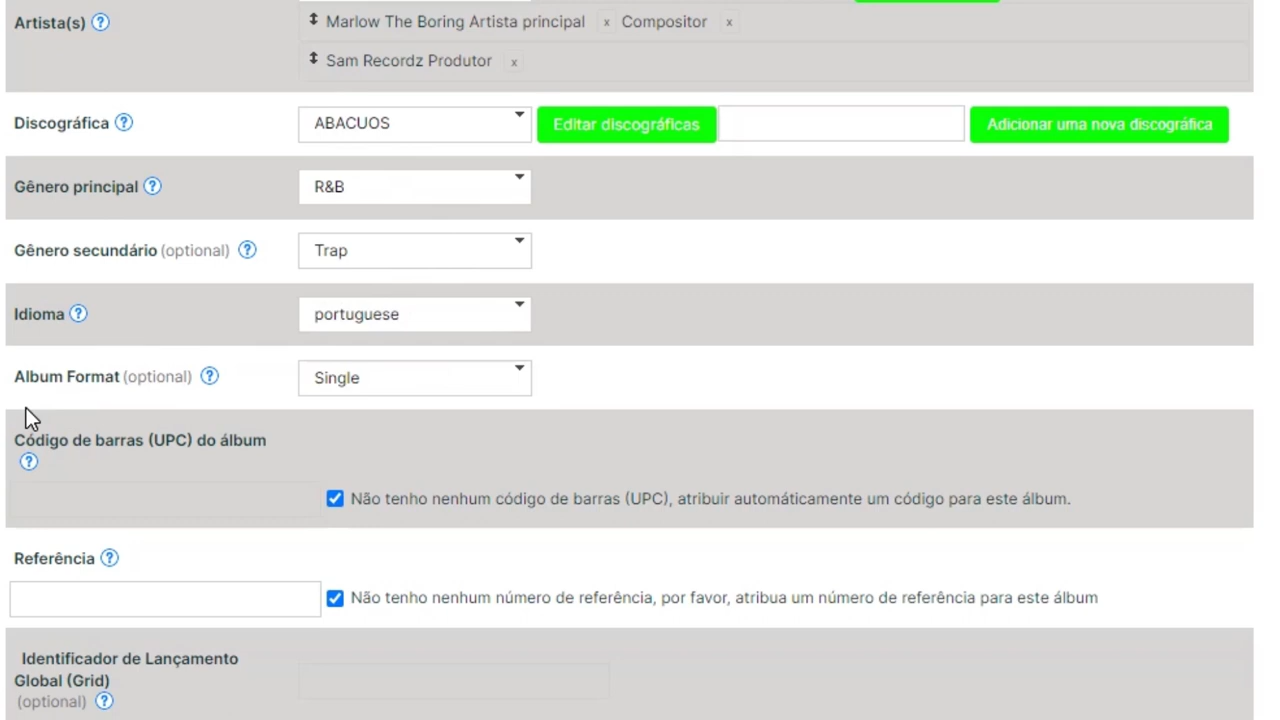 Artista(s) ?
Marlow The Boring Artista principal x Compositor x
Sam Recordz Produtor x
Discográfica ? ABACUOS Editar discográficas Adicionar uma nova discográfica
Gênero principal ? R&B
Gênero secundário (optional) ? Trap
Idioma ? portuguese
Album Format (optional) ? Single
Código de barras (UPC) do álbum
?
Não tenho nenhum código de barras (UPC), atribuir automáticamente um código para este álbum.
Referência ?
Não tenho nenhum número de referência, por favor, atribua um número de referência para este álbum
Identificador de Lançamento
Global (Grid)
(optional) ?